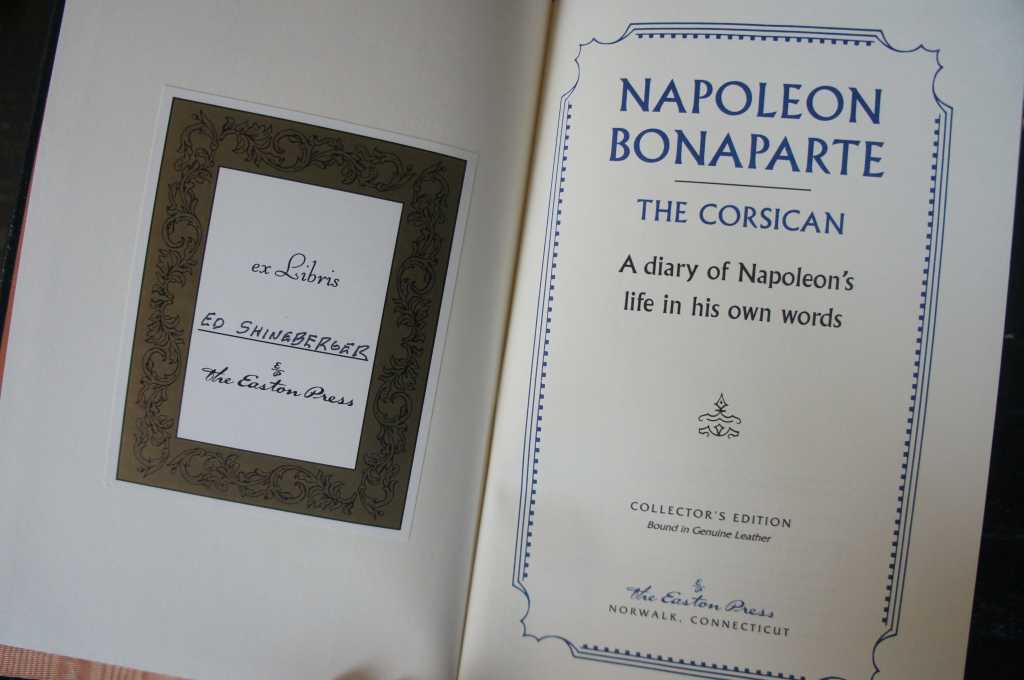 ex Libris
ED SHINEBERGER
The Easton Press
NAPOLEON
BONAPARTE
THE CORSICAN
A diary of Napoleon's
life in his own words
COLLECTOR'S EDITION
Bound in Genuine Leather
The Easton Press
NORWALK, CONNECTICUT